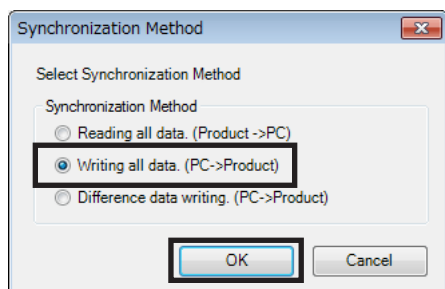 Synchronization Method
Select Synchronization Method
Synchronization Method
Reading all data. (Product ->PC)
Writing all data. (PC->Product)
Difference data writing. (PC->Product)
OK Cancel